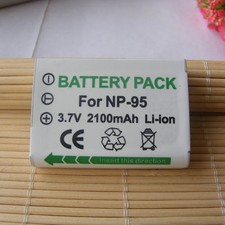 BATTERY PACK
For NP-95
3.7V 2100mAh Li-ion